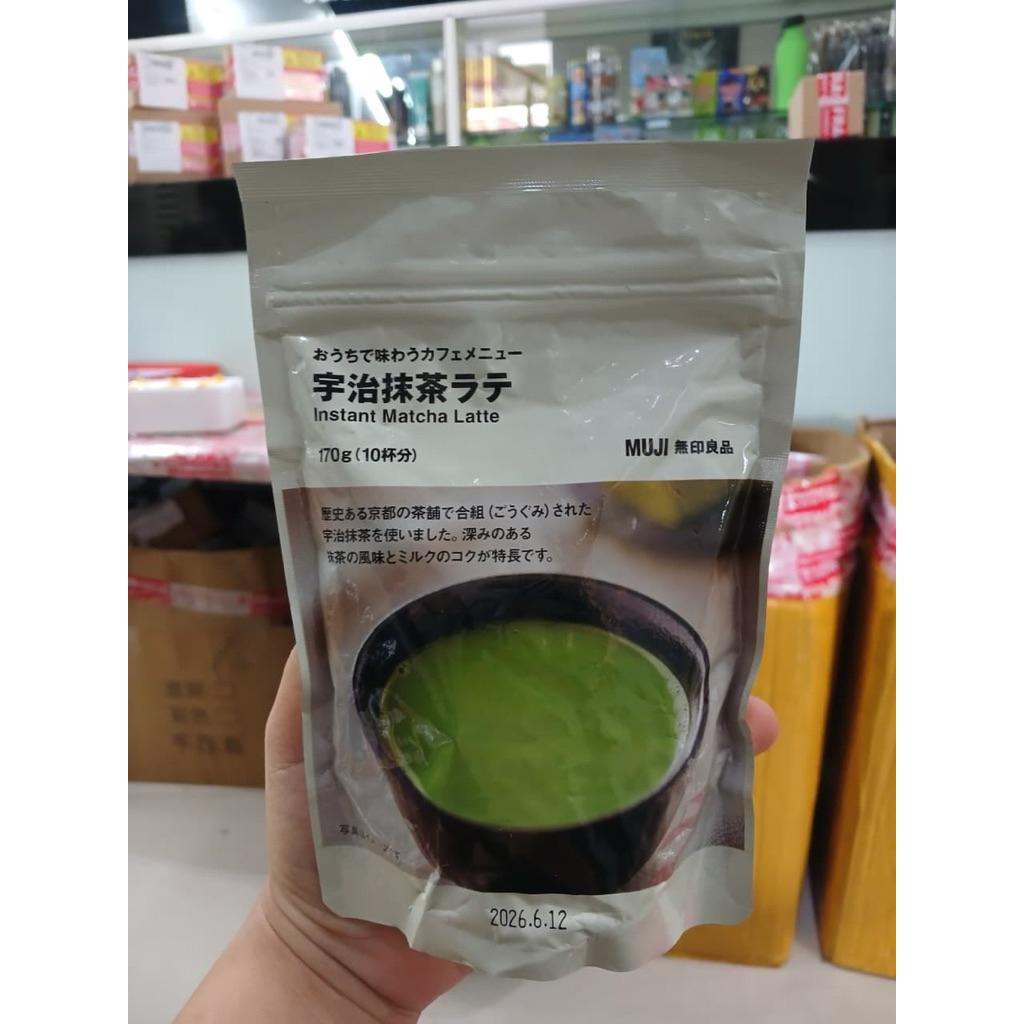 おうちで味わうカフェメニュー
宇治抹茶ラテ
Instant Matcha Latte
170g(10杯分)
MUJI 無印良品
歴史ある京都の茶舗で合組(ごうぐみ)された
宇治抹茶を使いました。深みのある
抹茶の風味とミルクのコクが特長です。
2026.6.12